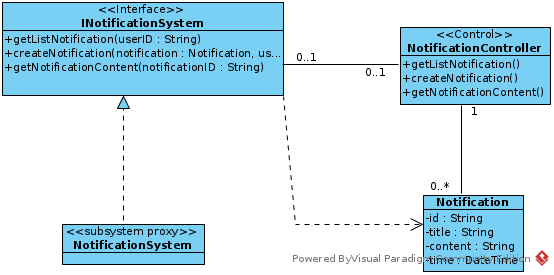 <<Interface>>
INotificationSystem
+getListNotification(userID : String)
+createNotification(notification : Notification, us...
+getNotificationContent(notificationID : String)
0..1
0..1
<<Control>>
NotificationController
+getListNotification()
+createNotification()
+getNotificationContent()
1
0..*
Notification
-id : String
-title : String
-content : String
-time : DateTime
<<subsystem proxy>>
NotificationSystem
Powered By Visual Paradigm Community Edition